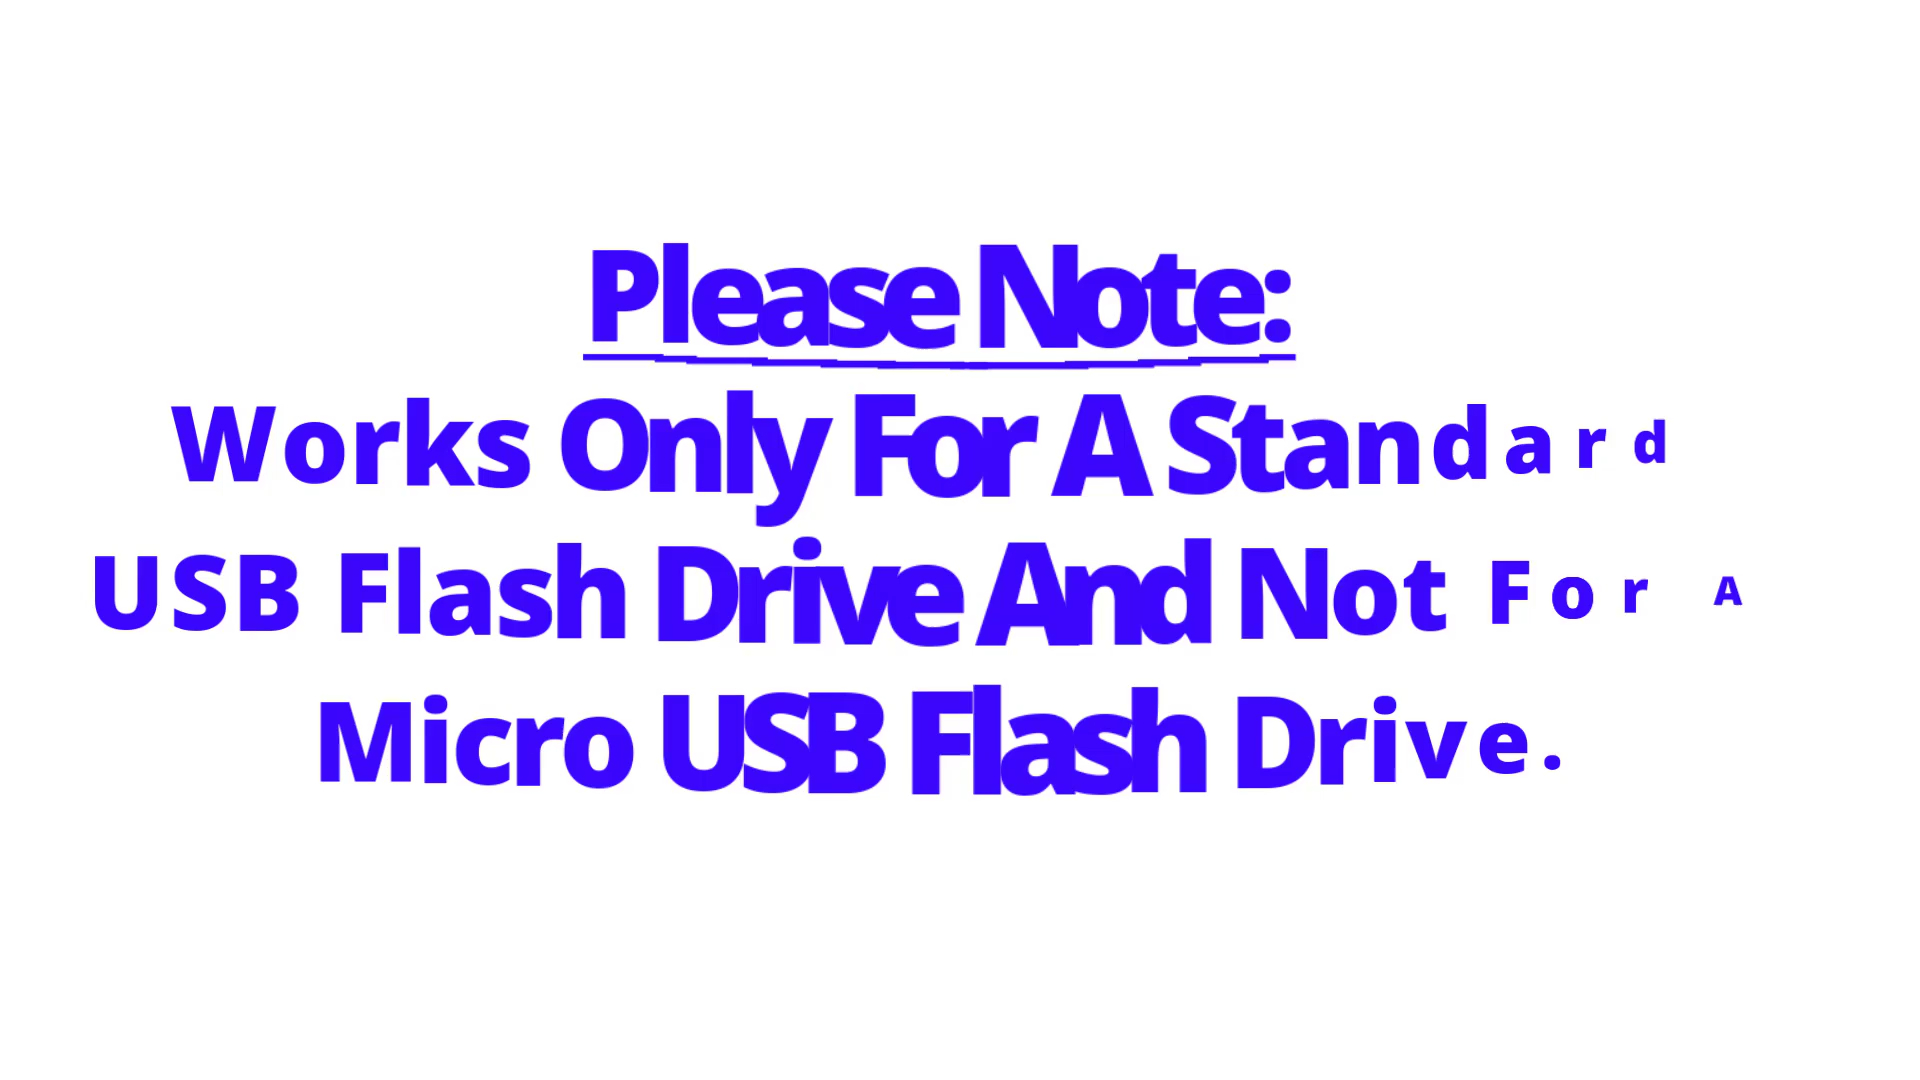 Please Note:
Works Only For A Standard
USB Flash Drive And Not For A
Micro USB Flash Drive.